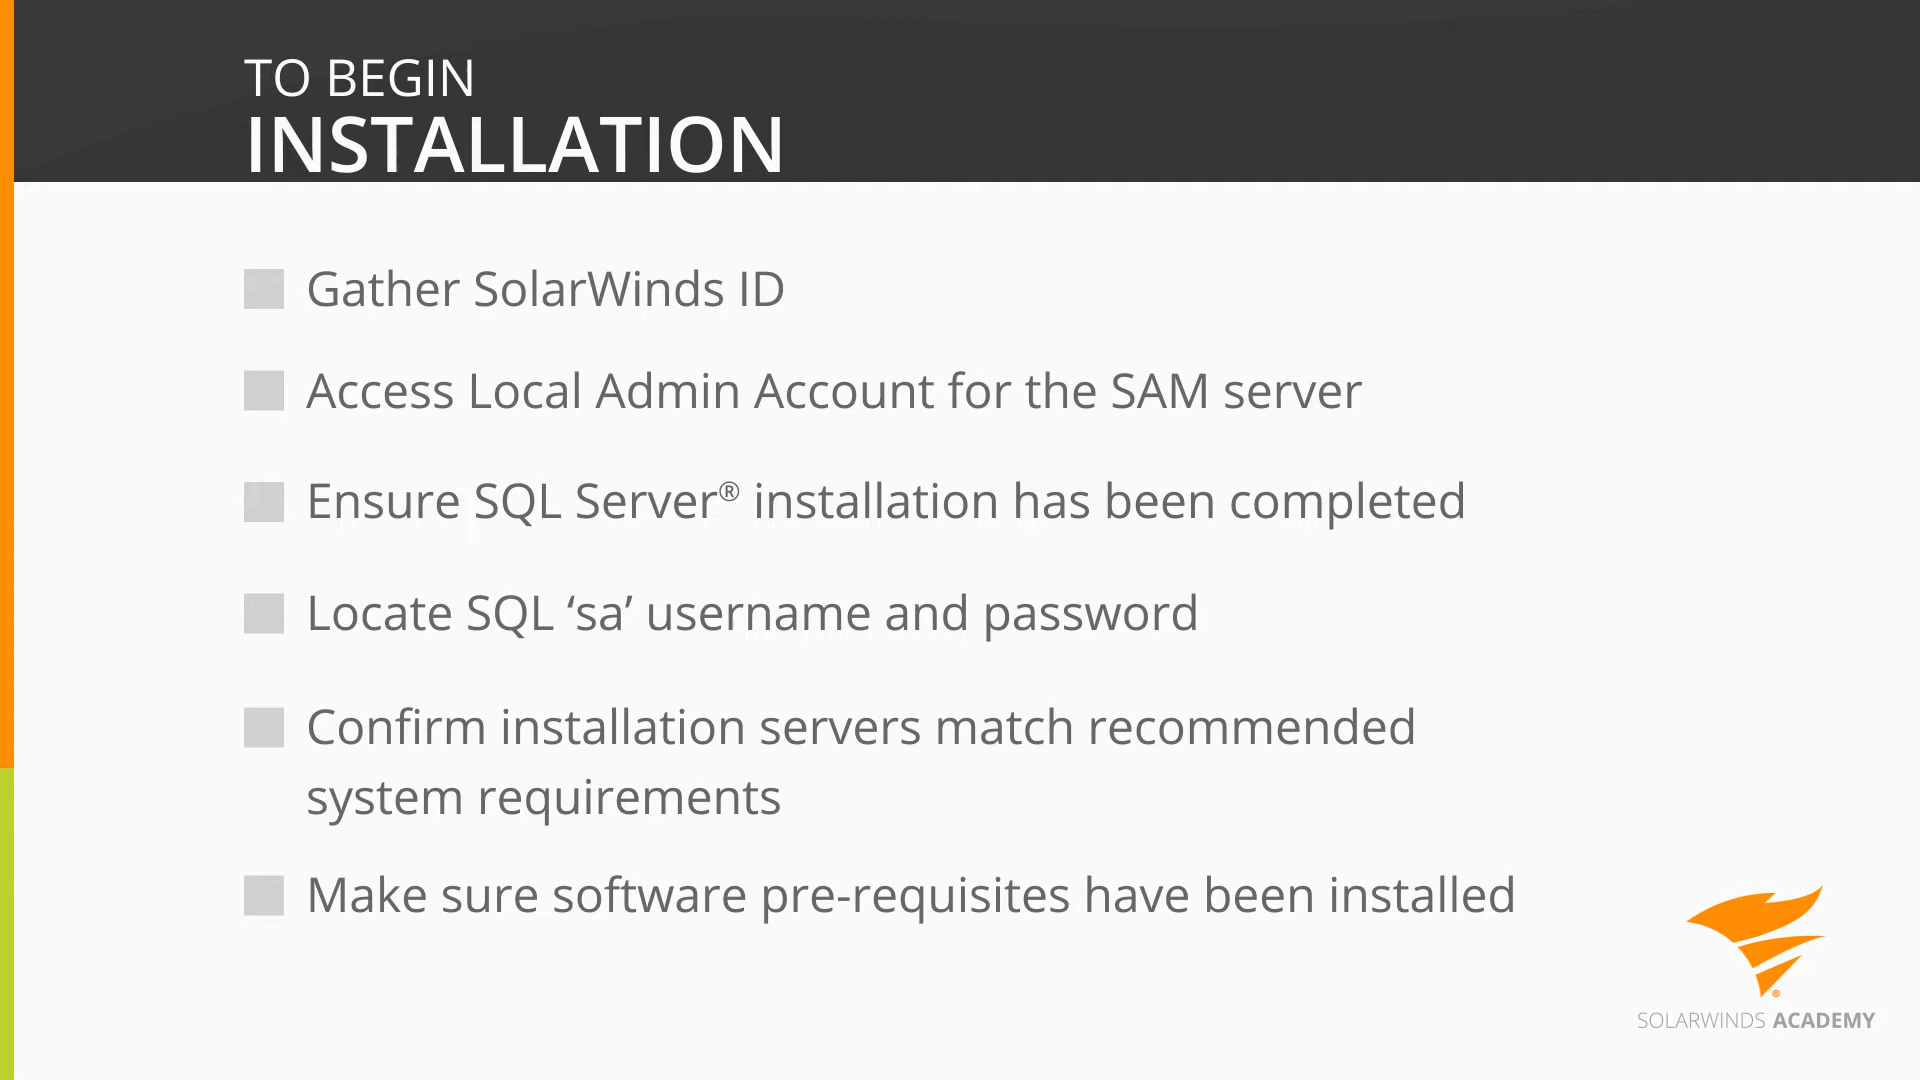 TO BEGIN
INSTALLATION
Gather SolarWinds ID
Access Local Admin Account for the SAM server
Ensure SQL Server® installation has been completed
Locate SQL ‘sa’ username and password
Confirm installation servers match recommended
system requirements
Make sure software pre-requisites have been installed
®
SOLARWINDS ACADEMY